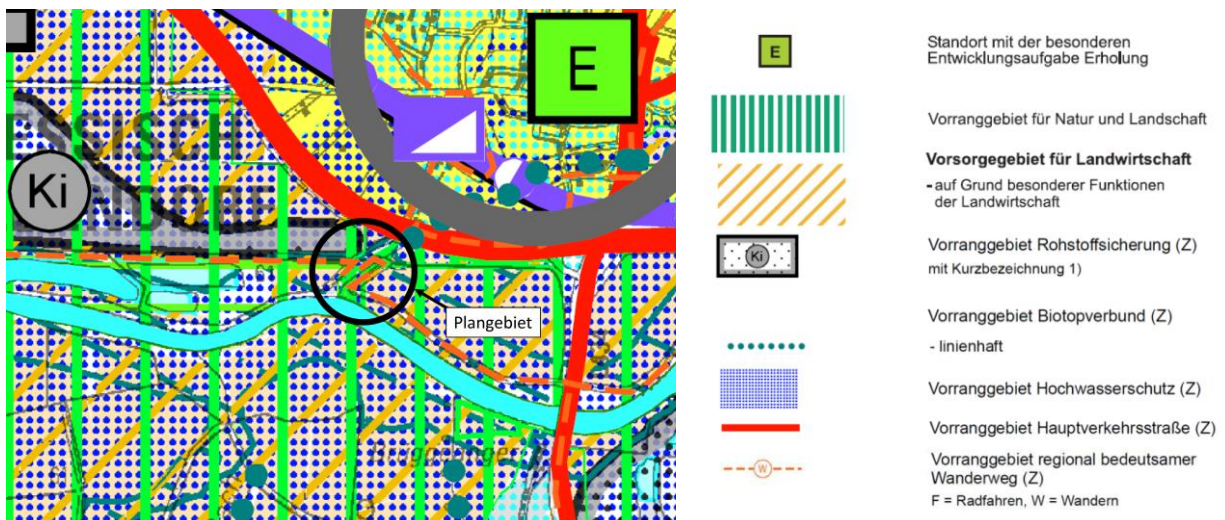 E
Ki
Plangebiet
E
Standort mit der besonderen
Entwicklungsaufgabe Erholung
Vorranggebiet für Natur und Landschaft
Vorsorgegebiet für Landwirtschaft
- auf Grund besonderer Funktionen
der Landwirtschaft
Ki
Vorranggebiet Rohstoffsicherung (Z)
mit Kurzbezeichnung 1)
Vorranggebiet Biotopverbund (Z)
- linienhaft
Vorranggebiet Hochwasserschutz (Z)
Vorranggebiet Hauptverkehrsstraße (Z)
W
Vorranggebiet regional bedeutsamer
Wanderweg (Z)
F = Radfahren, W = Wandern